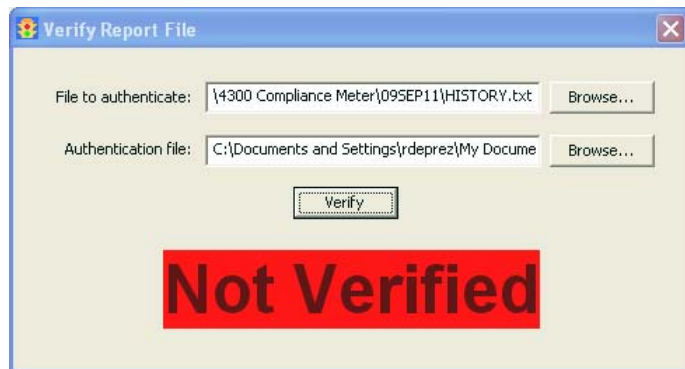 Verify Report File
File to authenticate: \4300 Compliance Meter\09SEP11\HISTORY.txt Browse...
Authentication file: C:\Documents and Settings\rdeprez\My Docume Browse...
Verify
Not Verified